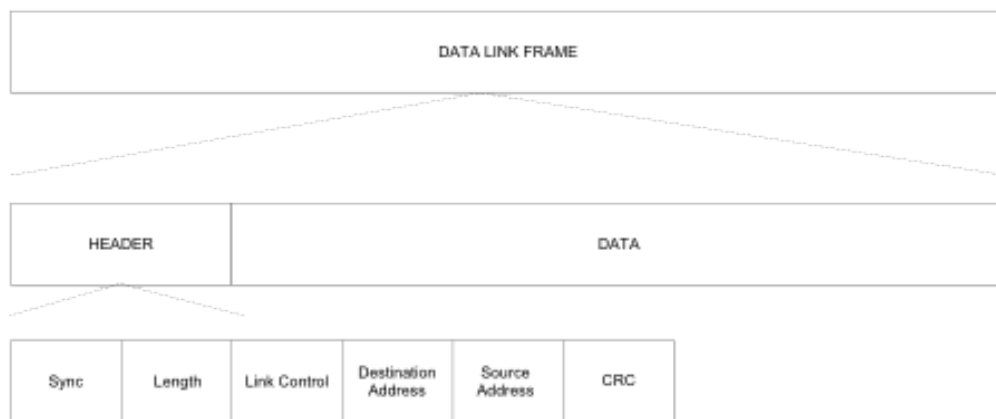 DATA LINK FRAME
HEADER
DATA
Sync
Length
Link Control
Destination
Address
Source
Address
CRC